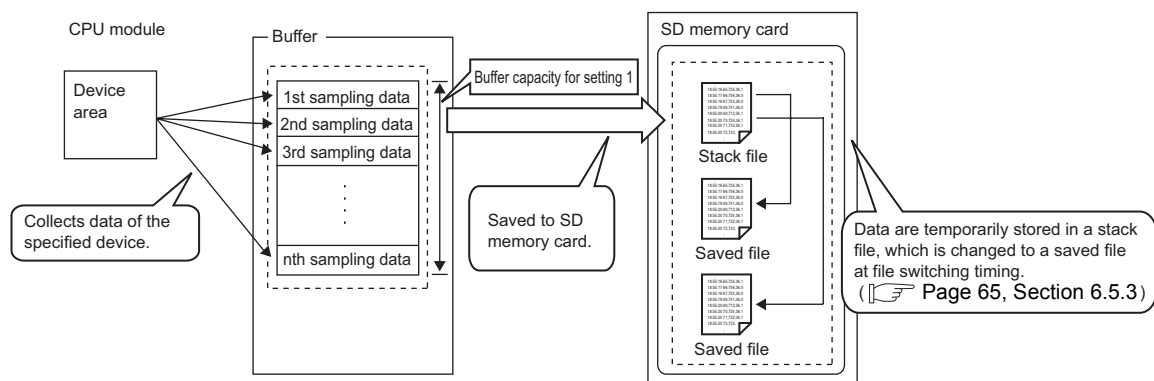 CPU module
Device
area
Collects data of the
specified device.
Buffer
1st sampling data
2nd sampling data
3rd sampling data
nth sampling data
Buffer capacity for setting 1
Saved to SD
memory card.
SD memory card
Stack file
Saved file
Saved file
Data are temporarily stored in a stack
file, which is changed to a saved file
at file switching timing.
( Page 65, Section 6.5.3)